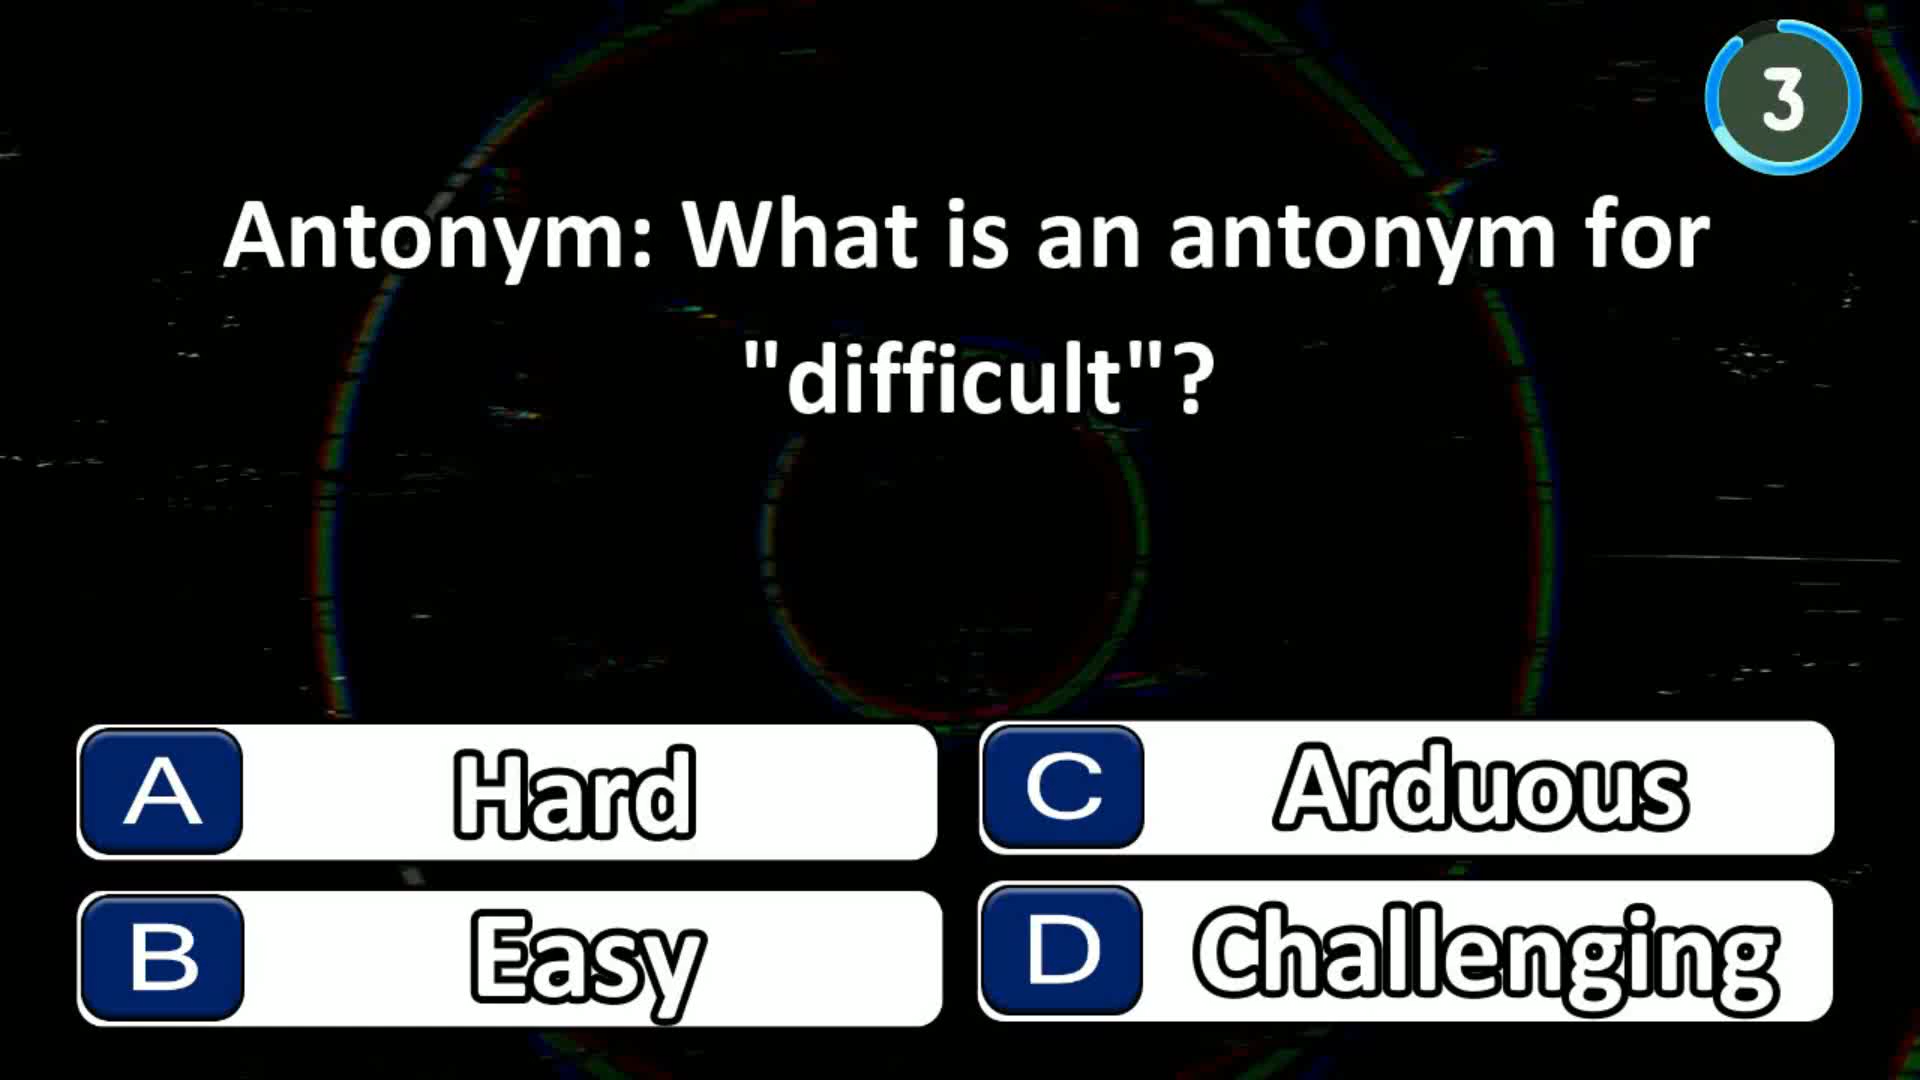 3
Antonym: What is an antonym for
"difficult"?
A Hard
C Arduous
B Easy
D Challenging